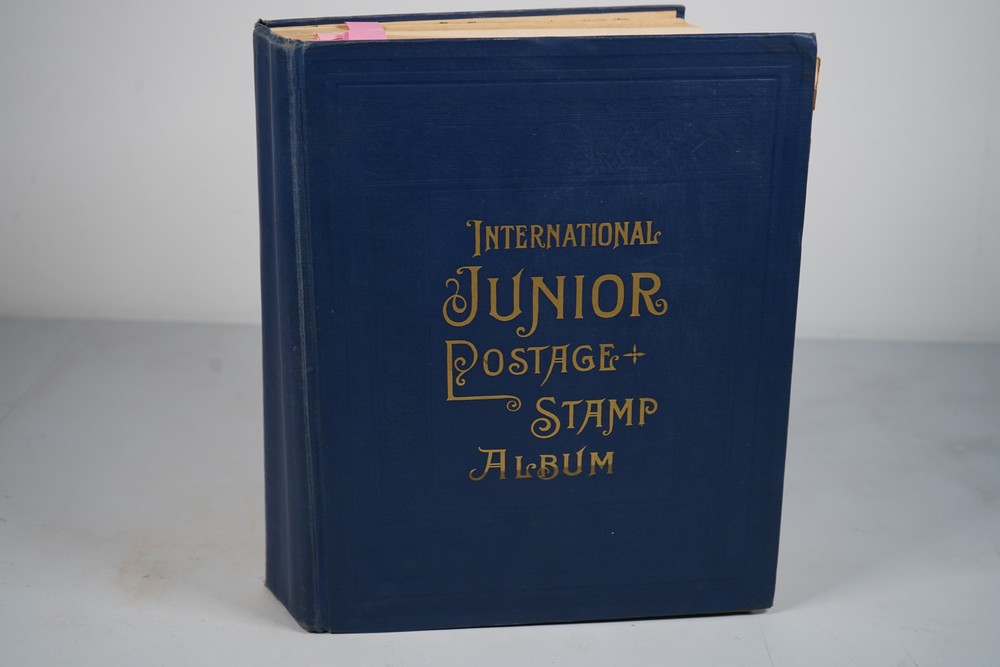 International
Junior
Postage
Stamp
Album